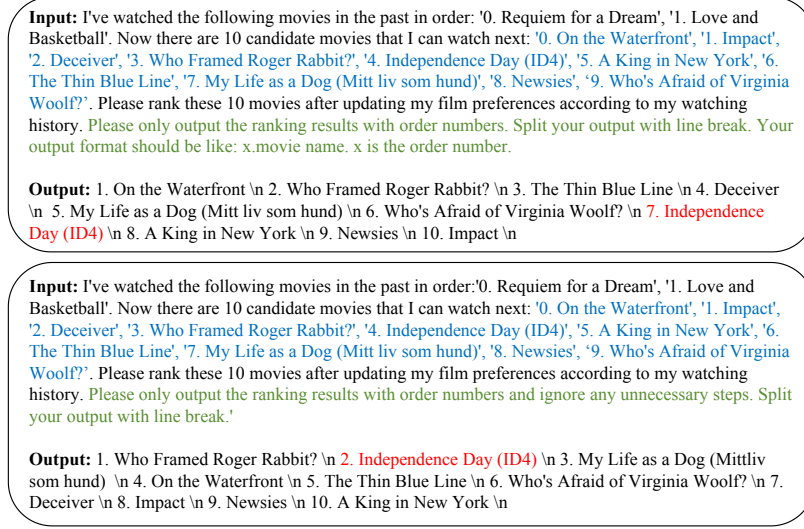 Input: I've watched the following movies in the past in order: '0. Requiem for a Dream', '1. Love and
Basketball'. Now there are 10 candidate movies that I can watch next: '0. On the Waterfront', '1. Impact',
'2. Deceiver', '3. Who Framed Roger Rabbit?', '4. Independence Day (ID4)', '5. A King in New York', '6.
The Thin Blue Line', '7. My Life as a Dog (Mitt liv som hund)', '8. Newsies', ‘9. Who's Afraid of Virginia
Woolf?’. Please rank these 10 movies after updating my film preferences according to my watching
history. Please only output the ranking results with order numbers. Split your output with line break. Your
output format should be like: x.movie name. x is the order number.
Output: 1. On the Waterfront \n 2. Who Framed Roger Rabbit? \n 3. The Thin Blue Line \n 4. Deceiver
\n 5. My Life as a Dog (Mitt liv som hund) \n 6. Who's Afraid of Virginia Woolf? \n 7. Independence
Day (ID4) \n 8. A King in New York \n 9. Newsies \n 10. Impact \n
Input: I've watched the following movies in the past in order:'0. Requiem for a Dream', '1. Love and
Basketball'. Now there are 10 candidate movies that I can watch next: '0. On the Waterfront', '1. Impact',
'2. Deceiver', '3. Who Framed Roger Rabbit?', '4. Independence Day (ID4)', '5. A King in New York', '6.
The Thin Blue Line', '7. My Life as a Dog (Mitt liv som hund)', '8. Newsies', ‘9. Who's Afraid of Virginia
Woolf?’. Please rank these 10 movies after updating my film preferences according to my watching
history. Please only output the ranking results with order numbers and ignore any unnecessary steps. Split
your output with line break.'
Output: 1. Who Framed Roger Rabbit? \n 2. Independence Day (ID4) \n 3. My Life as a Dog (Mittliv
som hund) \n 4. On the Waterfront \n 5. The Thin Blue Line \n 6. Who's Afraid of Virginia Woolf? \n 7.
Deceiver \n 8. Impact \n 9. Newsies \n 10. A King in New York \n